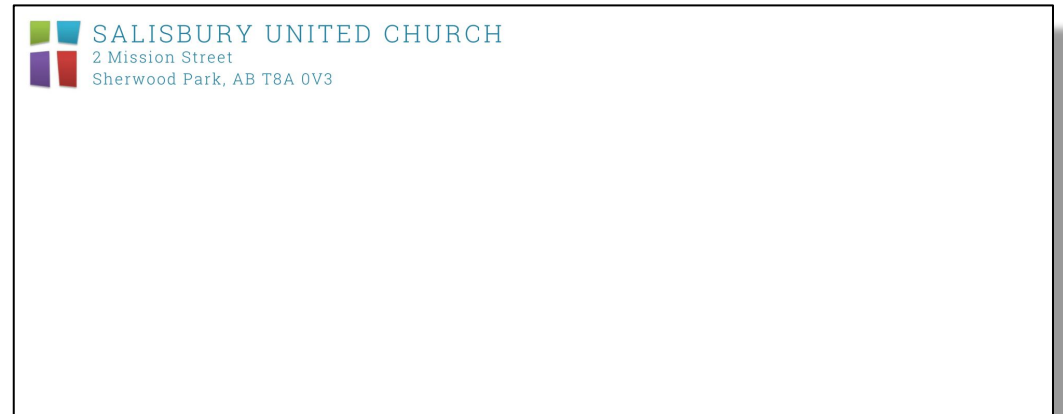 SALISBURY UNITED CHURCH
2 Mission Street
Sherwood Park, AB T8A 0V3